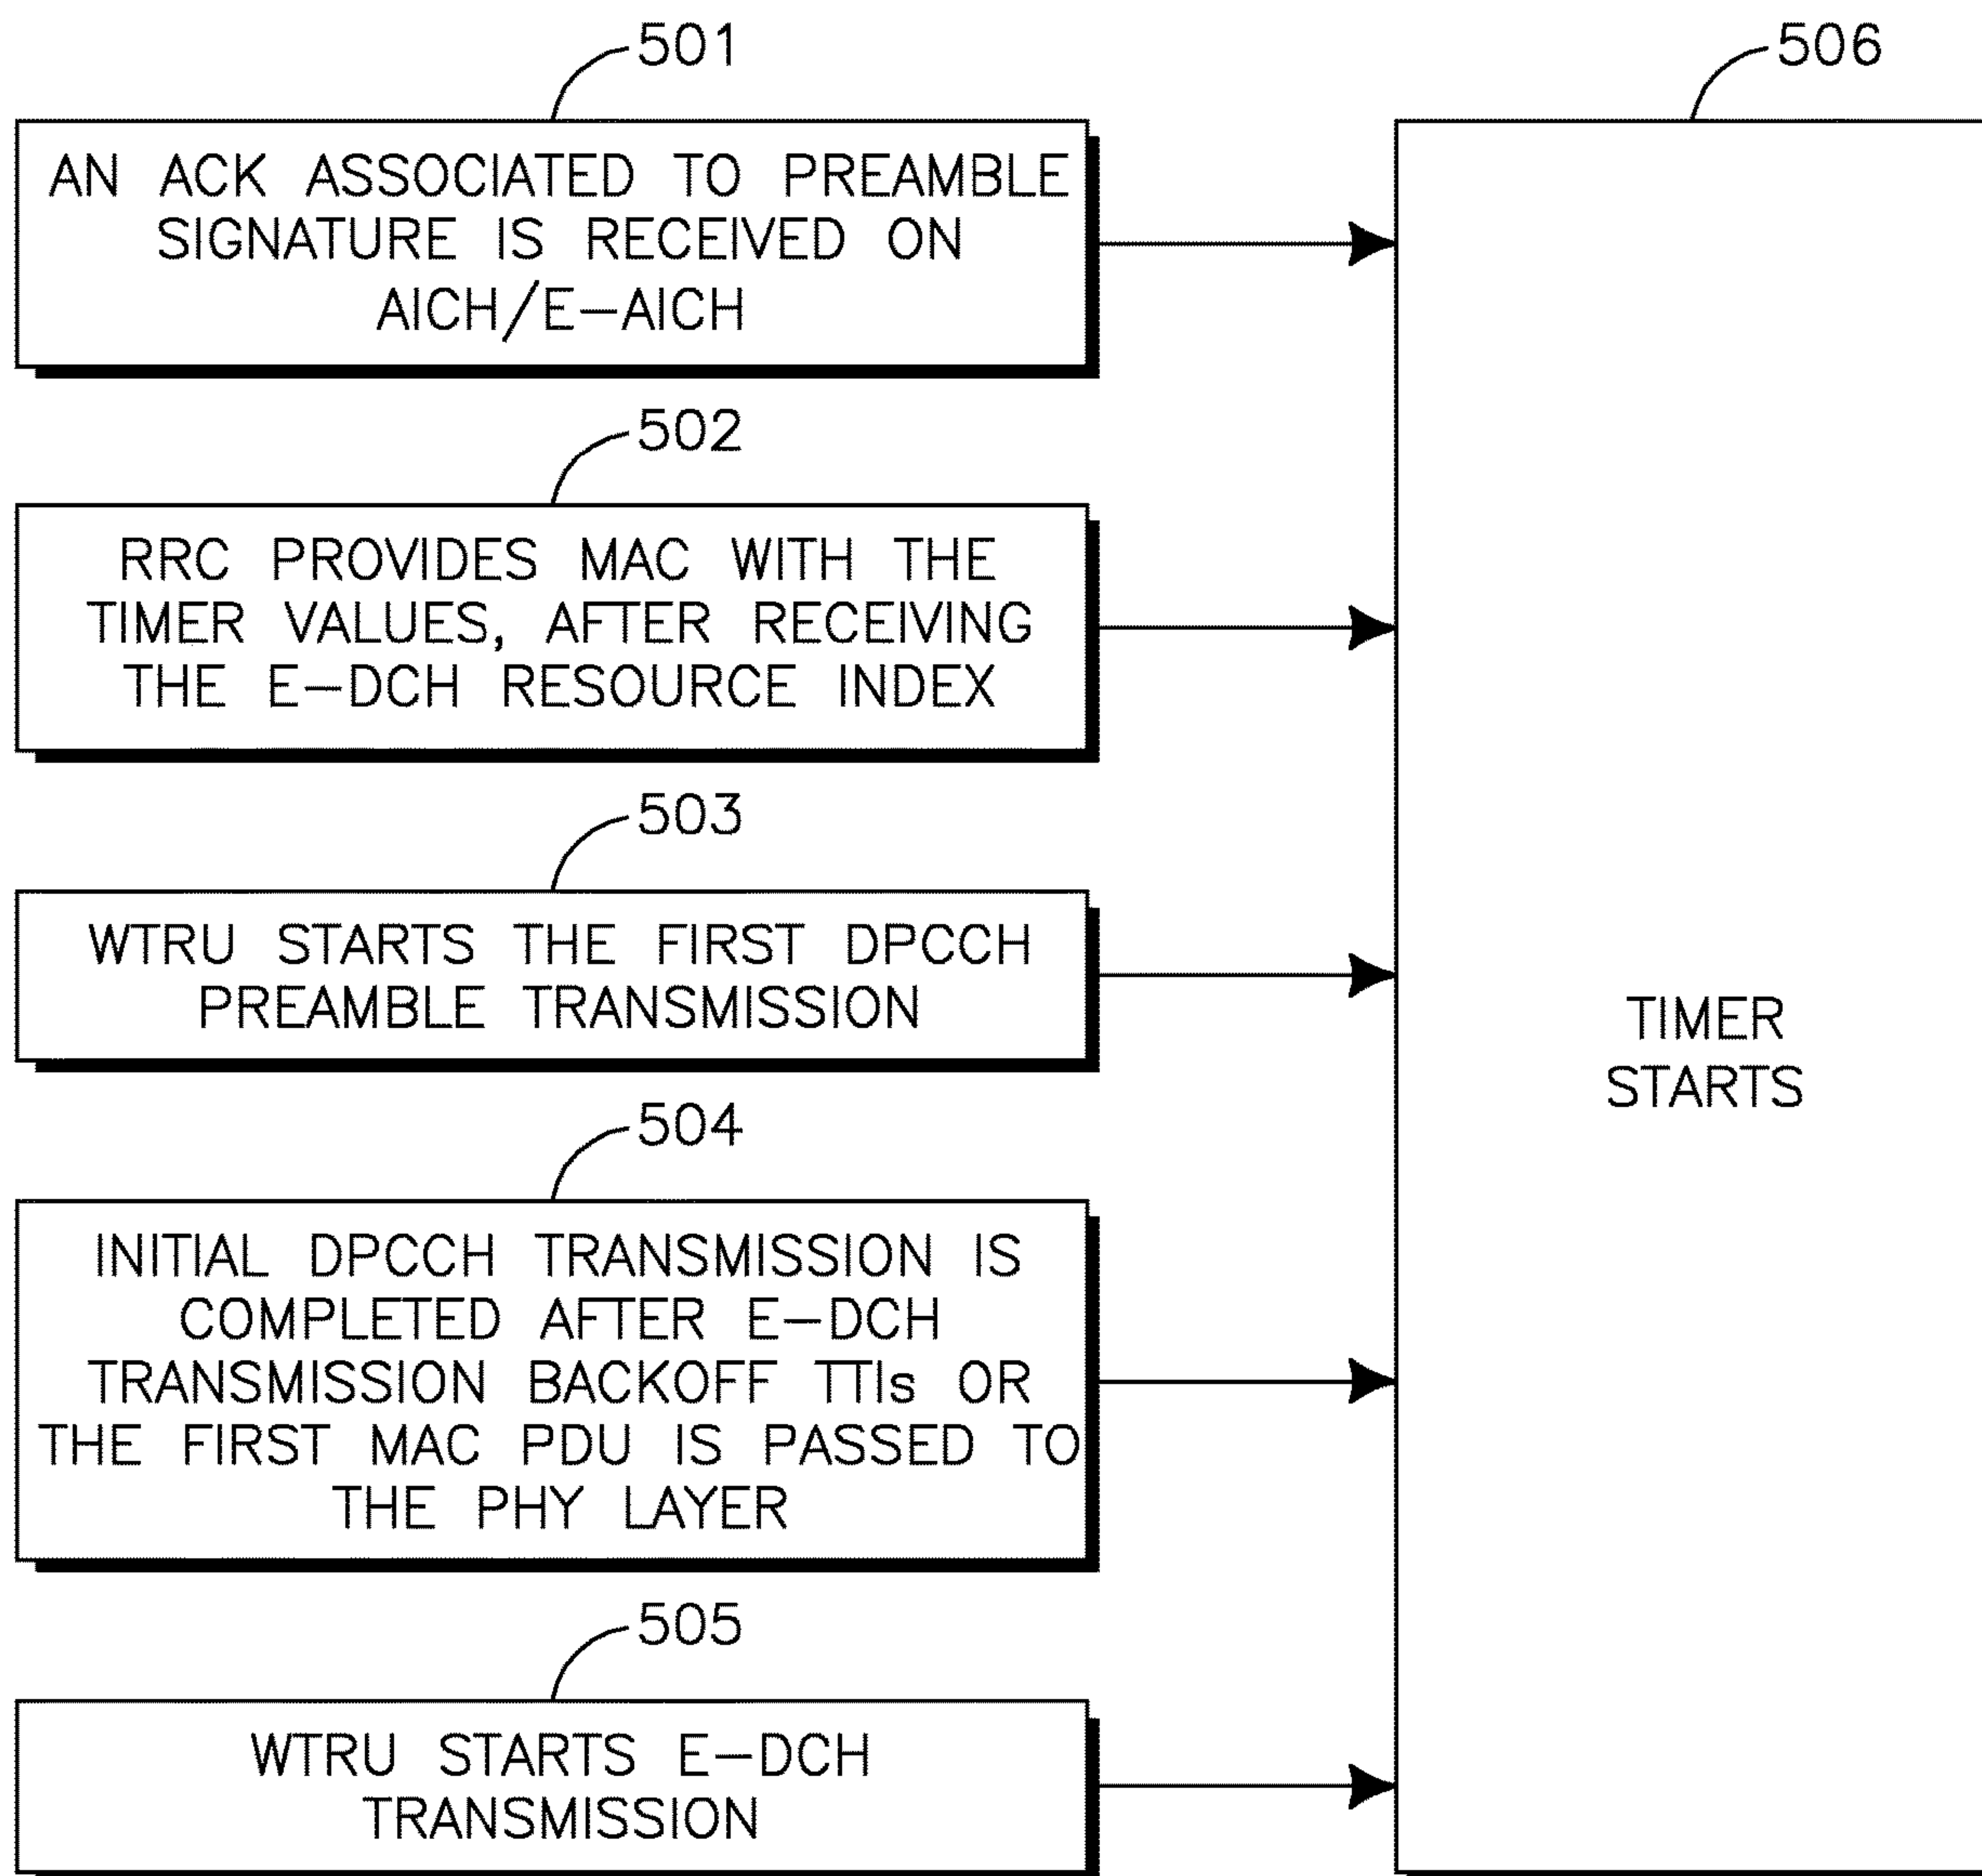 501
AN ACK ASSOCIATED TO PREAMBLE
SIGNATURE IS RECEIVED ON
AICH/E-AICH
502
RRC PROVIDES MAC WITH THE
TIMER VALUES, AFTER RECEIVING
THE E-DCH RESOURCE INDEX
503
WTRU STARTS THE FIRST DPCCH
PREAMBLE TRANSMISSION
504
INITIAL DPCCH TRANSMISSION IS
COMPLETED AFTER E-DCH
TRANSMISSION BACKOFF TTIs OR
THE FIRST MAC PDU IS PASSED TO
THE PHY LAYER
505
WTRU STARTS E-DCH
TRANSMISSION
506
TIMER
STARTS